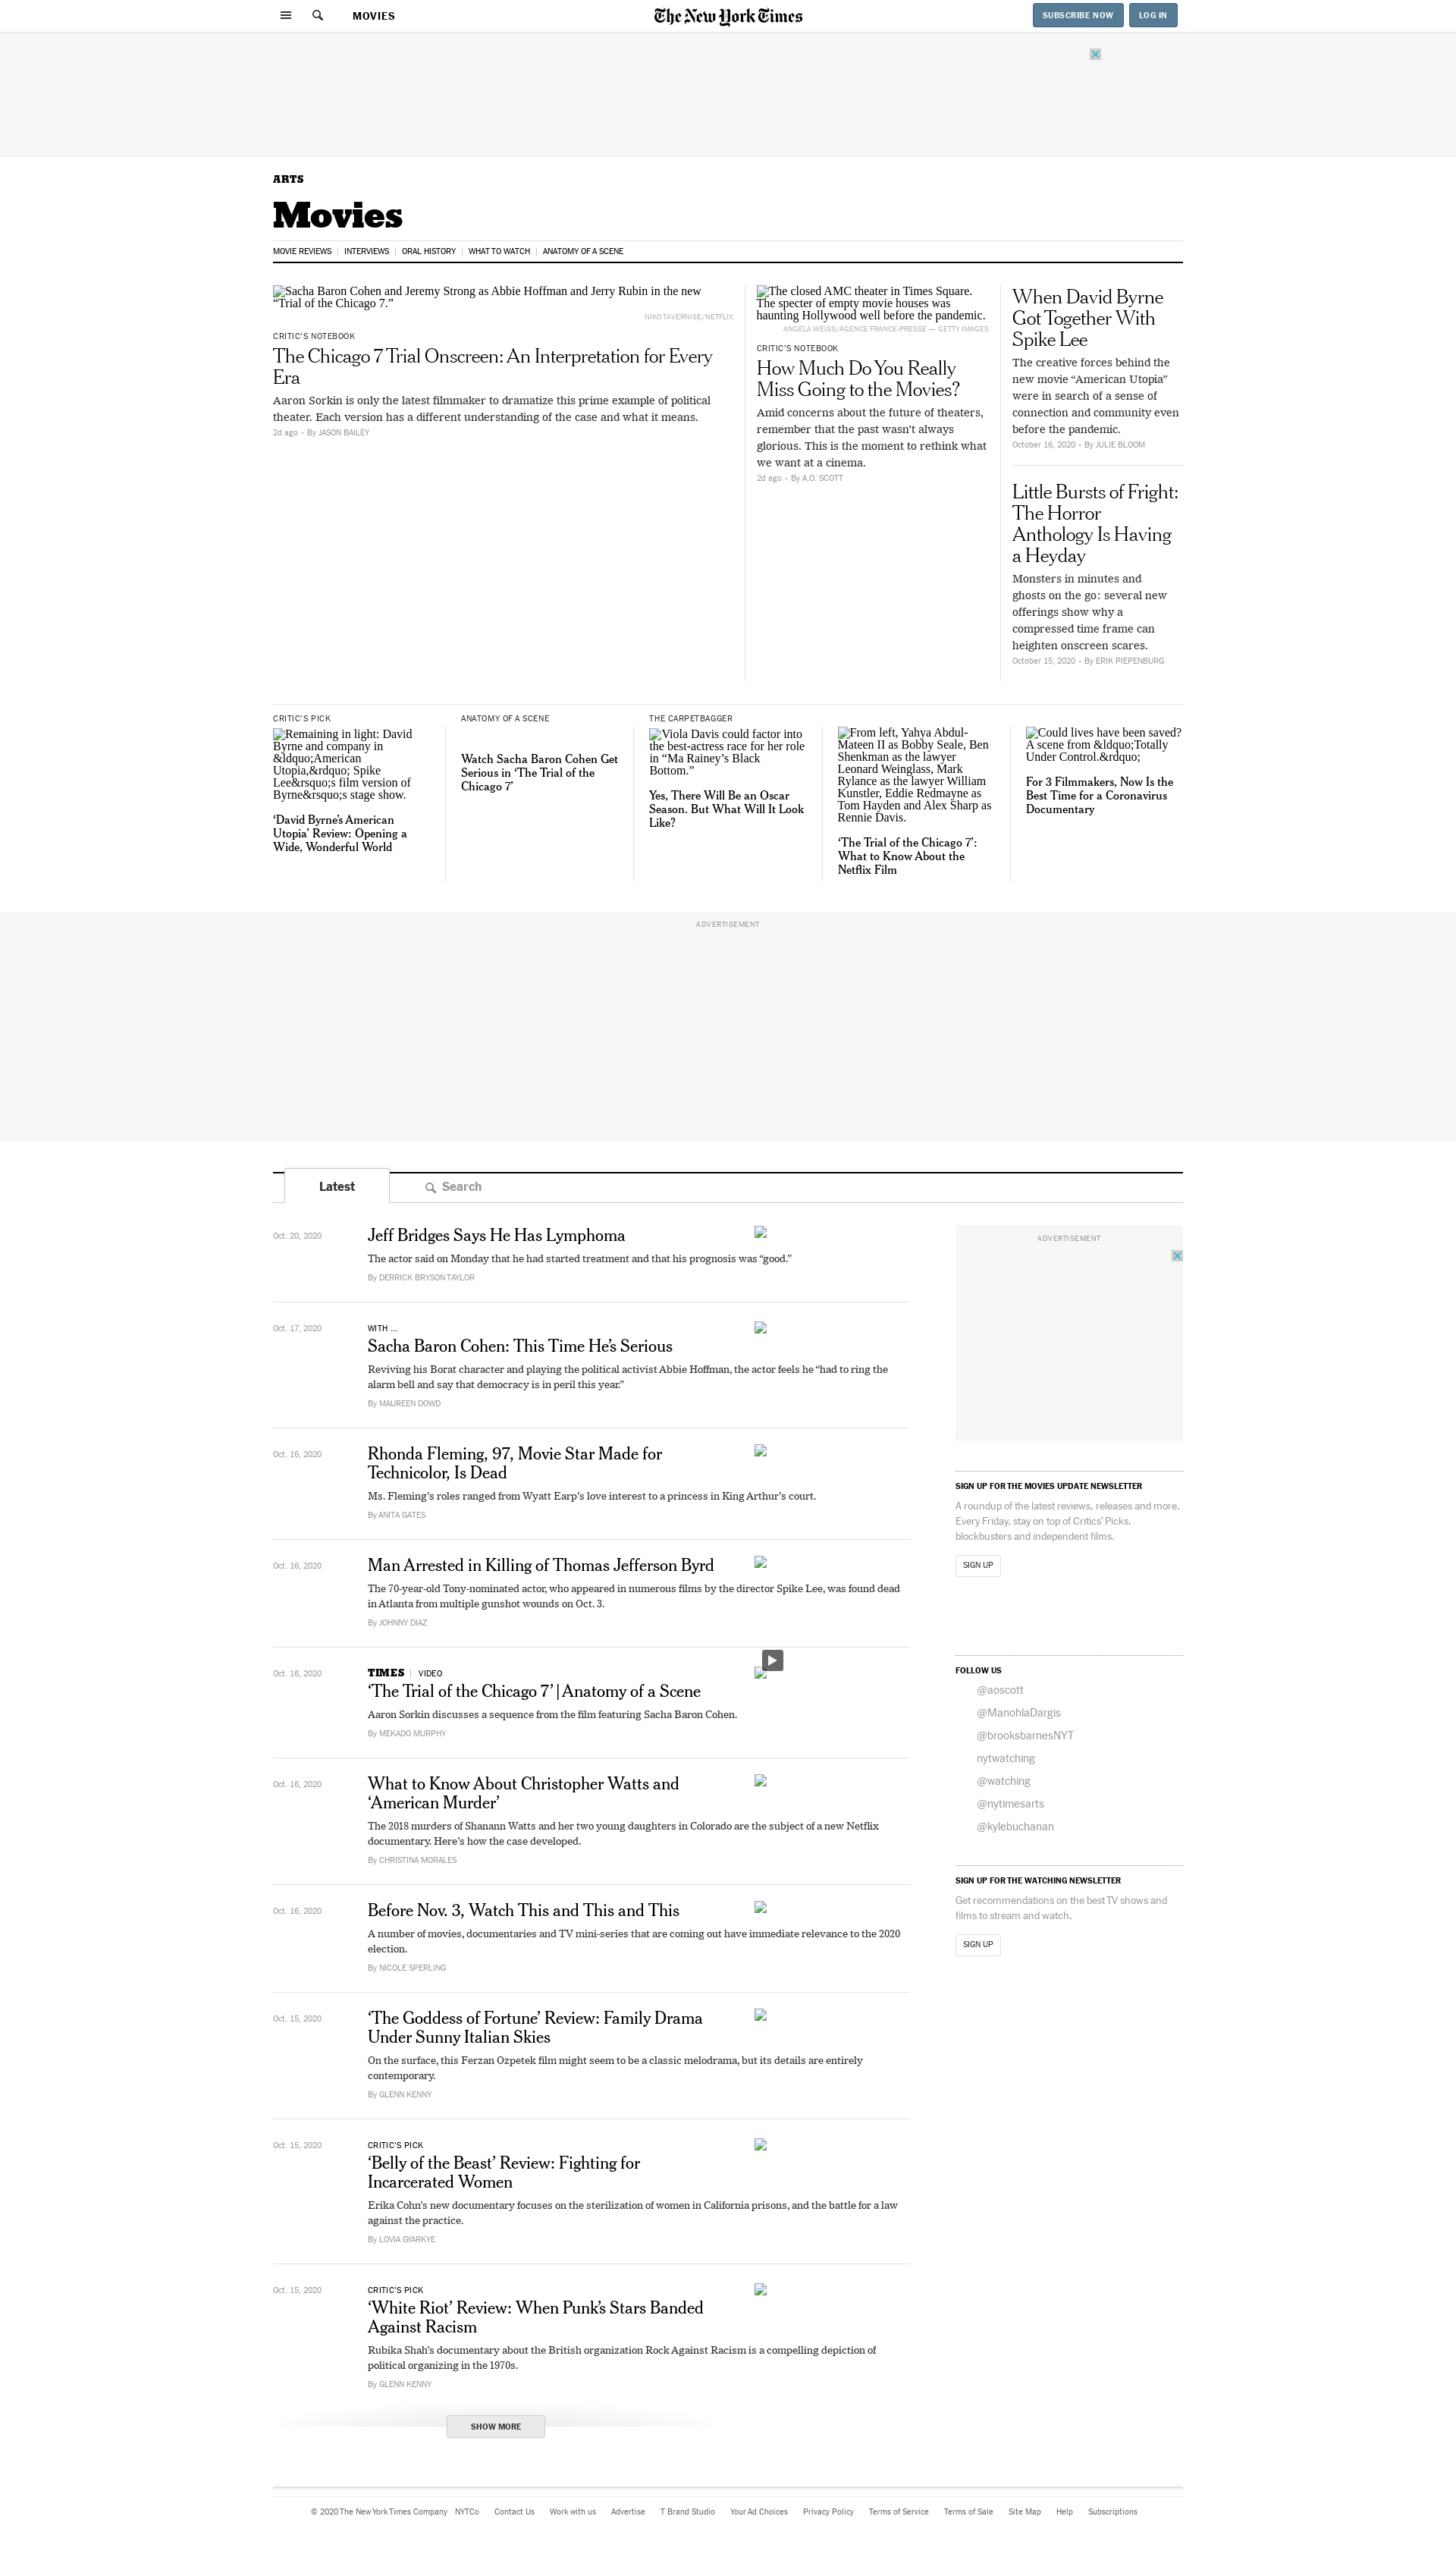 MOVIES
The New York Times
SUBSCRIBE NOW
LOG IN
ARTS
Movies
MOVIE REVIEWS | INTERVIEWS | ORAL HISTORY | WHAT TO WATCH | ANATOMY OF A SCENE
Sacha Baron Cohen and Jeremy Strong as Abbie Hoffman and Jerry Rubin in the new
“Trial of the Chicago 7.”
NIKO TAVERNISE/NETFLIX
CRITIC’S NOTEBOOK
The Chicago 7 Trial Onscreen: An Interpretation for Every
Era
Aaron Sorkin is only the latest filmmaker to dramatize this prime example of political
theater. Each version has a different understanding of the case and what it means.
2d ago • By JASON BAILEY
The closed AMC theater in Times Square.
The specter of empty movie houses was
haunting Hollywood well before the pandemic.
ANGELA WEISS/AGENCE FRANCE-PRESSE — GETTY IMAGES
CRITIC’S NOTEBOOK
How Much Do You Really
Miss Going to the Movies?
Amid concerns about the future of theaters,
remember that the past wasn’t always
glorious. This is the moment to rethink what
we want at a cinema.
2d ago • By A.O. SCOTT
When David Byrne
Got Together With
Spike Lee
The creative forces behind the
new movie “American Utopia”
were in search of a sense of
connection and community even
before the pandemic.
October 16, 2020 • By JULIE BLOOM
Little Bursts of Fright:
The Horror
Anthology Is Having
a Heyday
Monsters in minutes and
ghosts on the go: several new
offerings show why a
compressed time frame can
heighten onscreen scares.
October 15, 2020 • By ERIK PIEPENBURG
CRITIC’S PICK
Remaining in light: David
Byrne and company in
&ldquo;American
Utopia,&rdquo; Spike
Lee&rsquo;s film version of
Byrne&rsquo;s stage show.
‘David Byrne’s American
Utopia’ Review: Opening a
Wide, Wonderful World
ANATOMY OF A SCENE
Watch Sacha Baron Cohen Get
Serious in ‘The Trial of the
Chicago 7’
THE CARPETBAGGER
Viola Davis could factor into
the best-actress race for her role
in “Ma Rainey’s Black
Bottom.”
Yes, There Will Be an Oscar
Season. But What Will It Look
Like?
From left, Yahya Abdul-
Mateen II as Bobby Seale, Ben
Shenkman as the lawyer
Leonard Weinglass, Mark
Rylance as the lawyer William
Kunstler, Eddie Redmayne as
Tom Hayden and Alex Sharp as
Rennie Davis.
‘The Trial of the Chicago 7’:
What to Know About the
Netflix Film
Could lives have been saved?
A scene from &ldquo;Totally
Under Control.&rdquo;
For 3 Filmmakers, Now Is the
Best Time for a Coronavirus
Documentary
ADVERTISEMENT
Latest
Search
Oct. 20, 2020
Jeff Bridges Says He Has Lymphoma
The actor said on Monday that he had started treatment and that his prognosis was “good.”
By DERRICK BRYSON TAYLOR
Oct. 17, 2020
WITH ...
Sacha Baron Cohen: This Time He’s Serious
Reviving his Borat character and playing the political activist Abbie Hoffman, the actor feels he “had to ring the
alarm bell and say that democracy is in peril this year.”
By MAUREEN DOWD
Oct. 16, 2020
Rhonda Fleming, 97, Movie Star Made for
Technicolor, Is Dead
Ms. Fleming’s roles ranged from Wyatt Earp’s love interest to a princess in King Arthur’s court.
By ANITA GATES
Oct. 16, 2020
Man Arrested in Killing of Thomas Jefferson Byrd
The 70-year-old Tony-nominated actor, who appeared in numerous films by the director Spike Lee, was found dead
in Atlanta from multiple gunshot wounds on Oct. 3.
By JOHNNY DIAZ
Oct. 16, 2020
TIMES | VIDEO
‘The Trial of the Chicago 7’ | Anatomy of a Scene
Aaron Sorkin discusses a sequence from the film featuring Sacha Baron Cohen.
By MEKADO MURPHY
Oct. 16, 2020
What to Know About Christopher Watts and
‘American Murder’
The 2018 murders of Shanann Watts and her two young daughters in Colorado are the subject of a new Netflix
documentary. Here’s how the case developed.
By CHRISTINA MORALES
Oct. 16, 2020
Before Nov. 3, Watch This and This and This
A number of movies, documentaries and TV mini-series that are coming out have immediate relevance to the 2020
election.
By NICOLE SPERLING
Oct. 15, 2020
‘The Goddess of Fortune’ Review: Family Drama
Under Sunny Italian Skies
On the surface, this Ferzan Ozpetek film might seem to be a classic melodrama, but its details are entirely
contemporary.
By GLENN KENNY
Oct. 15, 2020
CRITIC’S PICK
‘Belly of the Beast’ Review: Fighting for
Incarcerated Women
Erika Cohn’s new documentary focuses on the sterilization of women in California prisons, and the battle for a law
against the practice.
By LOVIA GYARKYE
Oct. 15, 2020
CRITIC’S PICK
‘White Riot’ Review: When Punk’s Stars Banded
Against Racism
Rubika Shah’s documentary about the British organization Rock Against Racism is a compelling depiction of
political organizing in the 1970s.
By GLENN KENNY
SHOW MORE
ADVERTISEMENT
SIGN UP FOR THE MOVIES UPDATE NEWSLETTER
A roundup of the latest reviews, releases and more.
Every Friday, stay on top of Critics’ Picks,
blockbusters and independent films.
SIGN UP
FOLLOW US
@aoscott
@ManohlaDargis
@brooksbarnesNYT
nytwatching
@watching
@nytimesarts
@kylebuchanan
SIGN UP FOR THE WATCHING NEWSLETTER
Get recommendations on the best TV shows and
films to stream and watch.
SIGN UP
© 2020 The New York Times Company NYTCo Contact Us Work with us Advertise T Brand Studio Your Ad Choices Privacy Policy Terms of Service Terms of Sale Site Map Help Subscriptions